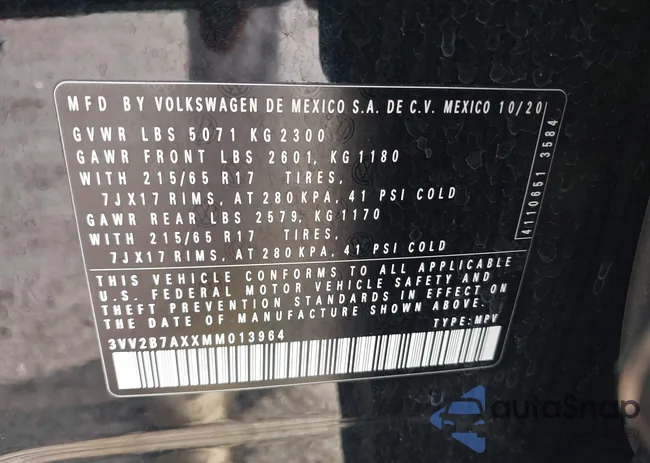 MFD BY VOLKSWAGEN DE MEXICO S.A. DE C.V. MEXICO 10/20
GVWR LBS 5071 KG 2300
GAWR FRONT LBS 2601, KG 1180
WITH 215/65 R17 TIRES,
7JX17 RIMS, AT 280 KPA, 41 PSI COLD
GAWR REAR LBS 2579, KG 1170
WITH 215/65 R17 TIRES,
7JX17 RIMS, AT 280 KPA, 41 PSI COLD
THIS VEHICLE CONFORMS TO ALL APPLICABLE
U.S. FEDERAL MOTOR VEHICLE SAFETY AND
THEFT PREVENTION STANDARDS IN EFFECT ON
THE DATE OF MANUFACTURE SHOWN ABOVE.
3VV2B7AXXMM013964 TYPE: MPV
4110651 3584
autoSnap